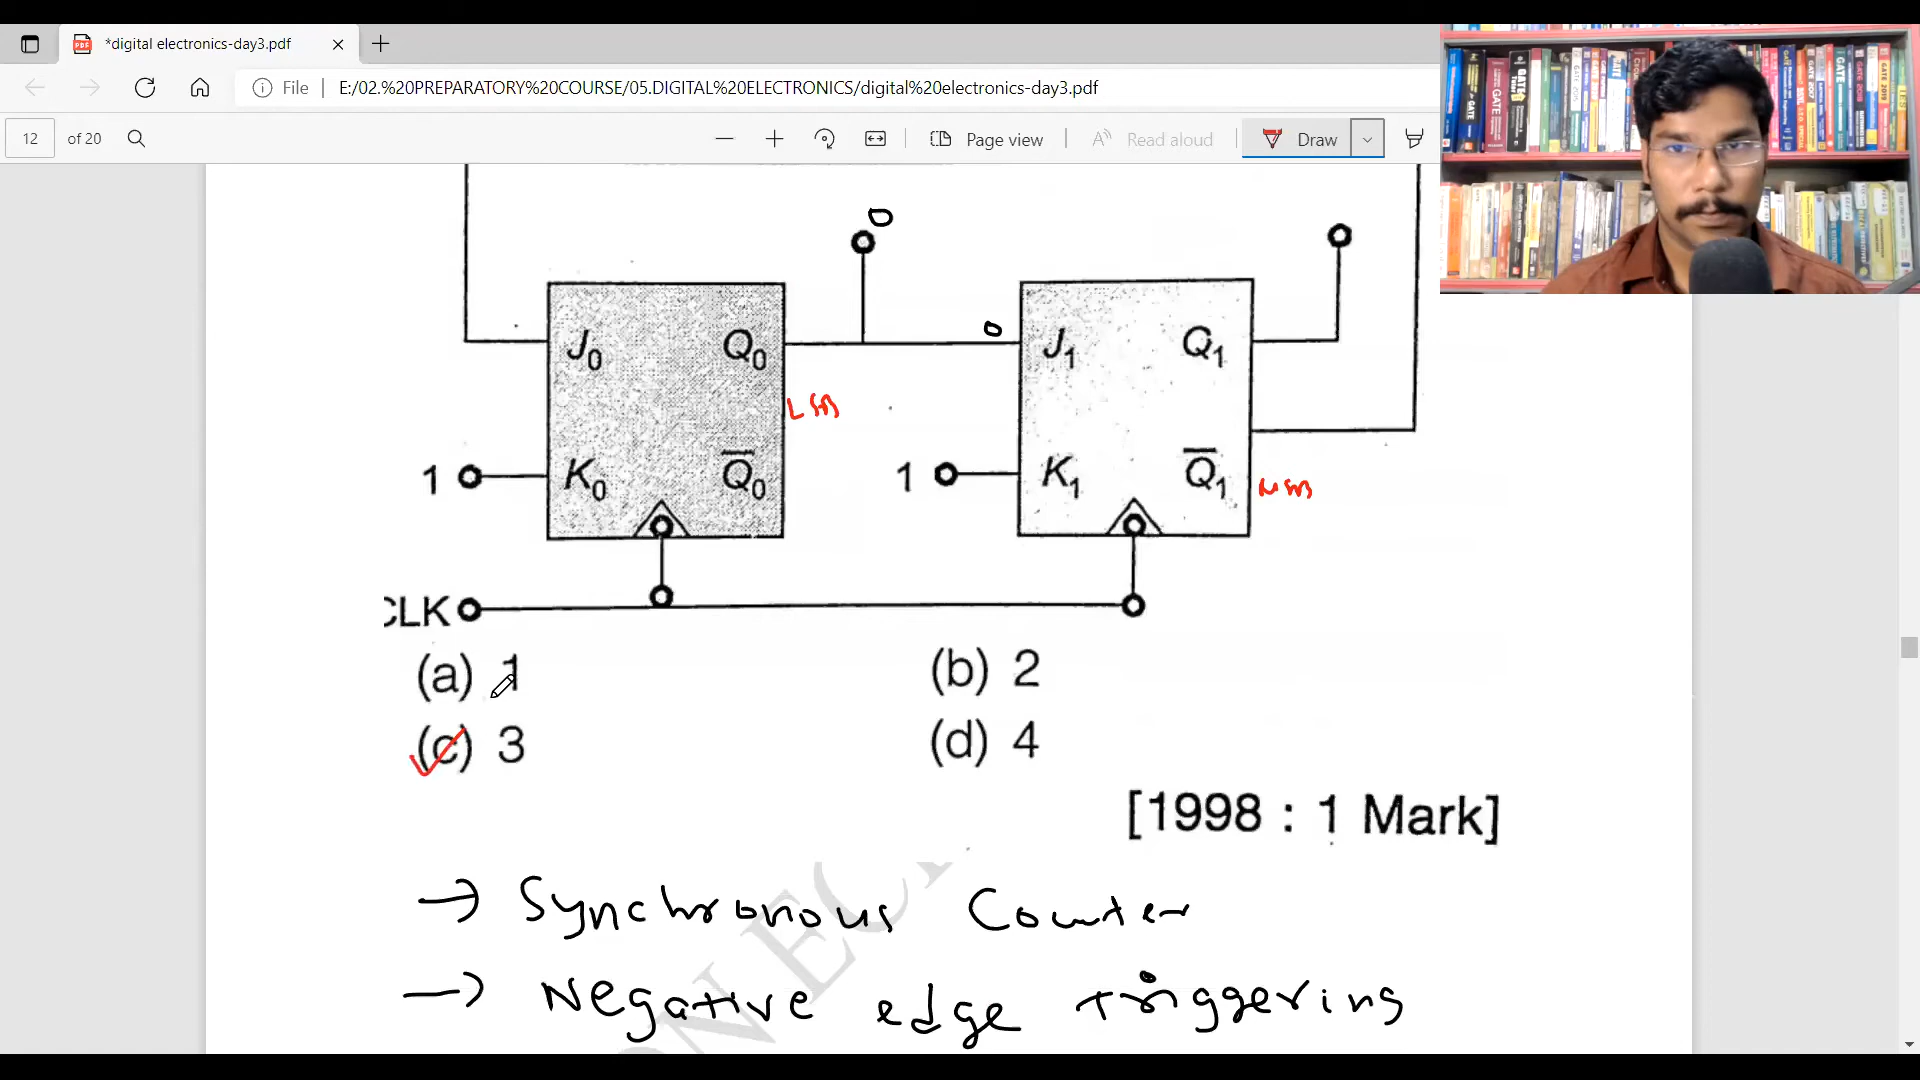 *digital electronics-day3.pdf
File E:/02.%20PREPARATORY%20COURSE/05.DIGITAL%20ELECTRONICS/digital%20electronics-day3.pdf
12 of 20 Page view Read aloud Draw
0
0
J0 Q0 J1 Q1
LSB
1 K0 Q̅0 1 K1 Q̅1
MSB
CLK
(a) 1 (b) 2
(c) 3 (d) 4
[1998 : 1 Mark]
→ Synchronous Counter
→ Negative edge triggering